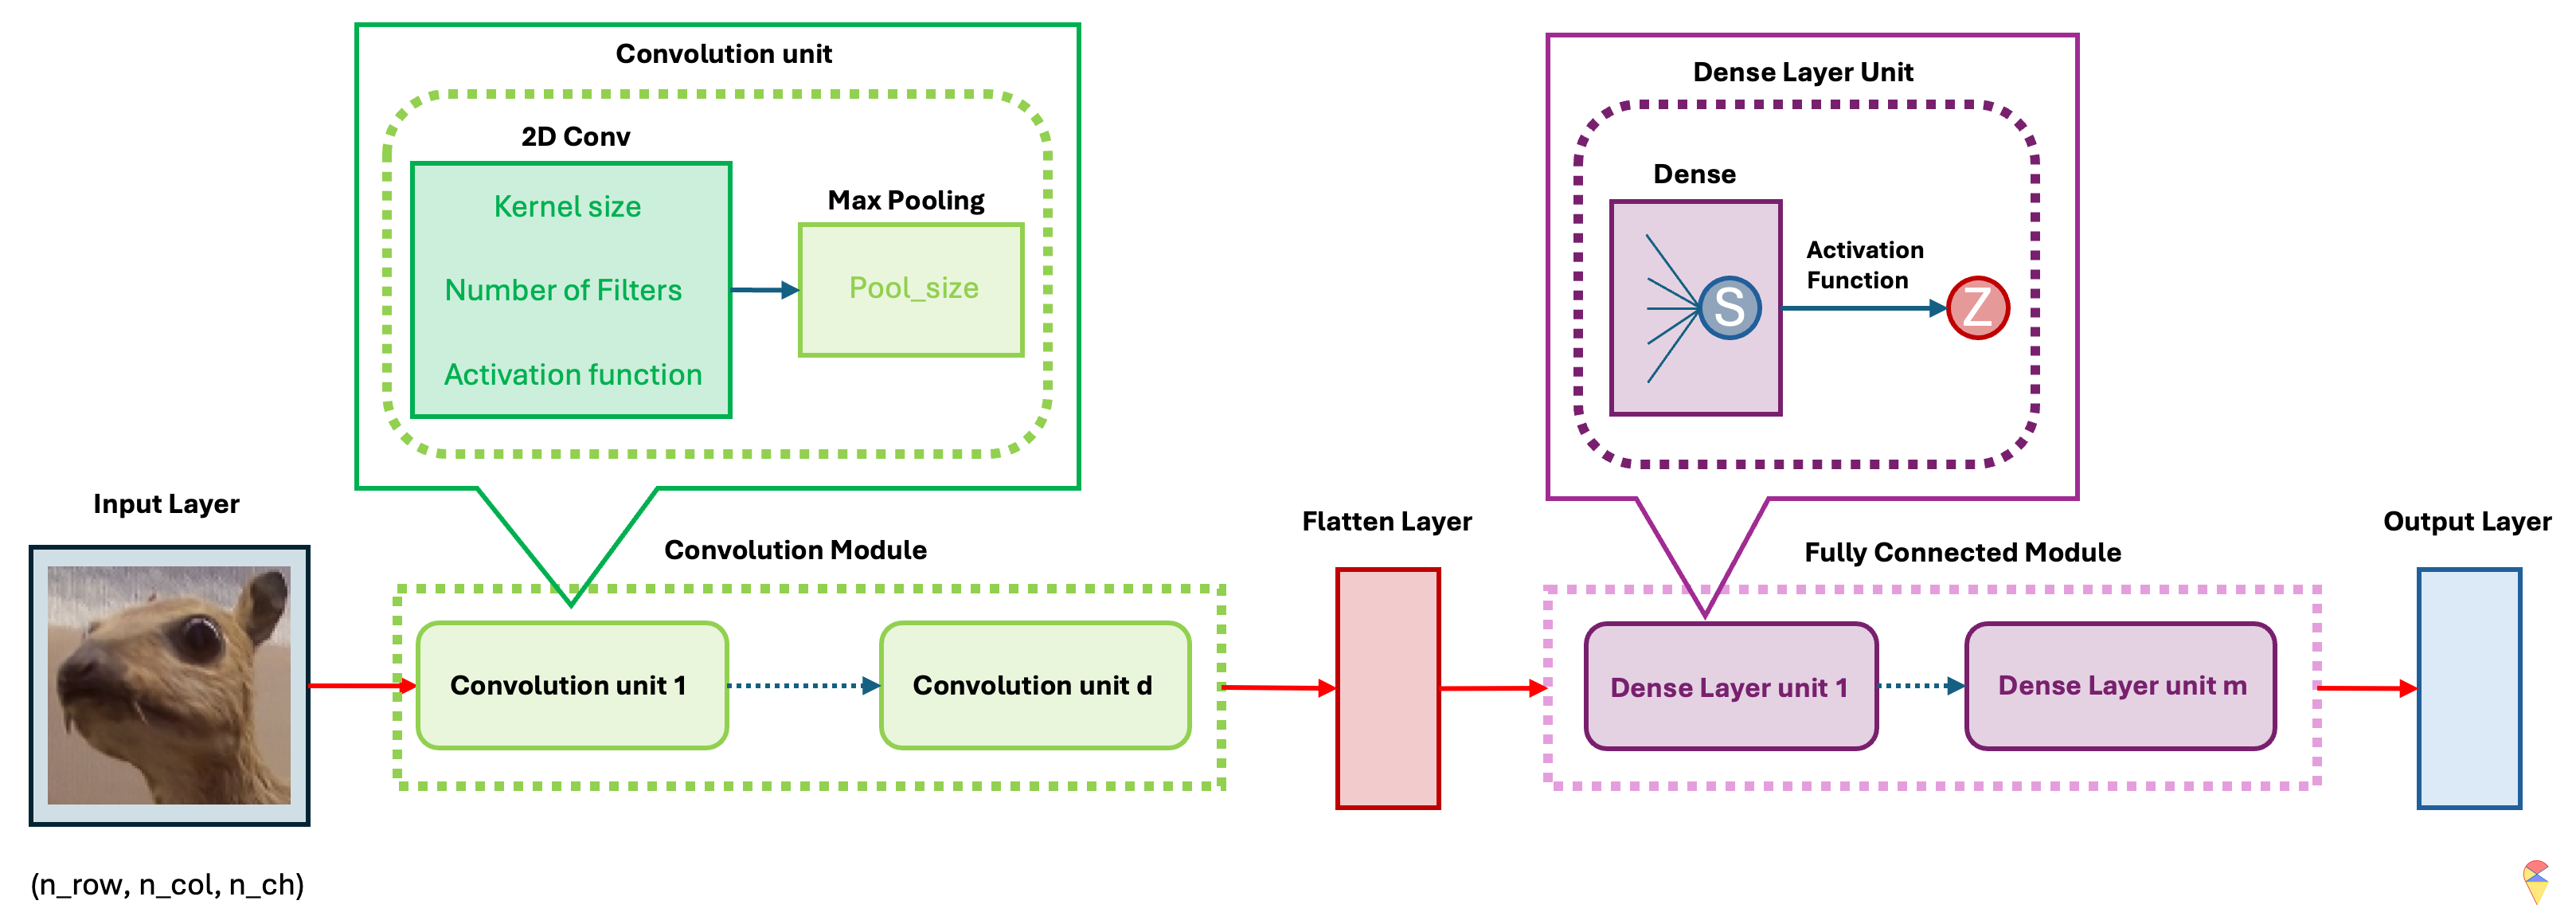 Convolution unit
2D Conv
Kernel size
Number of Filters
Activation function
Max Pooling
Pool_size
Dense Layer Unit
Dense
S
Activation
Function
Z
Input Layer
(n_row, n_col, n_ch)
Convolution Module
Convolution unit 1
Convolution unit d
Flatten Layer
Fully Connected Module
Dense Layer unit 1
Dense Layer unit m
Output Layer